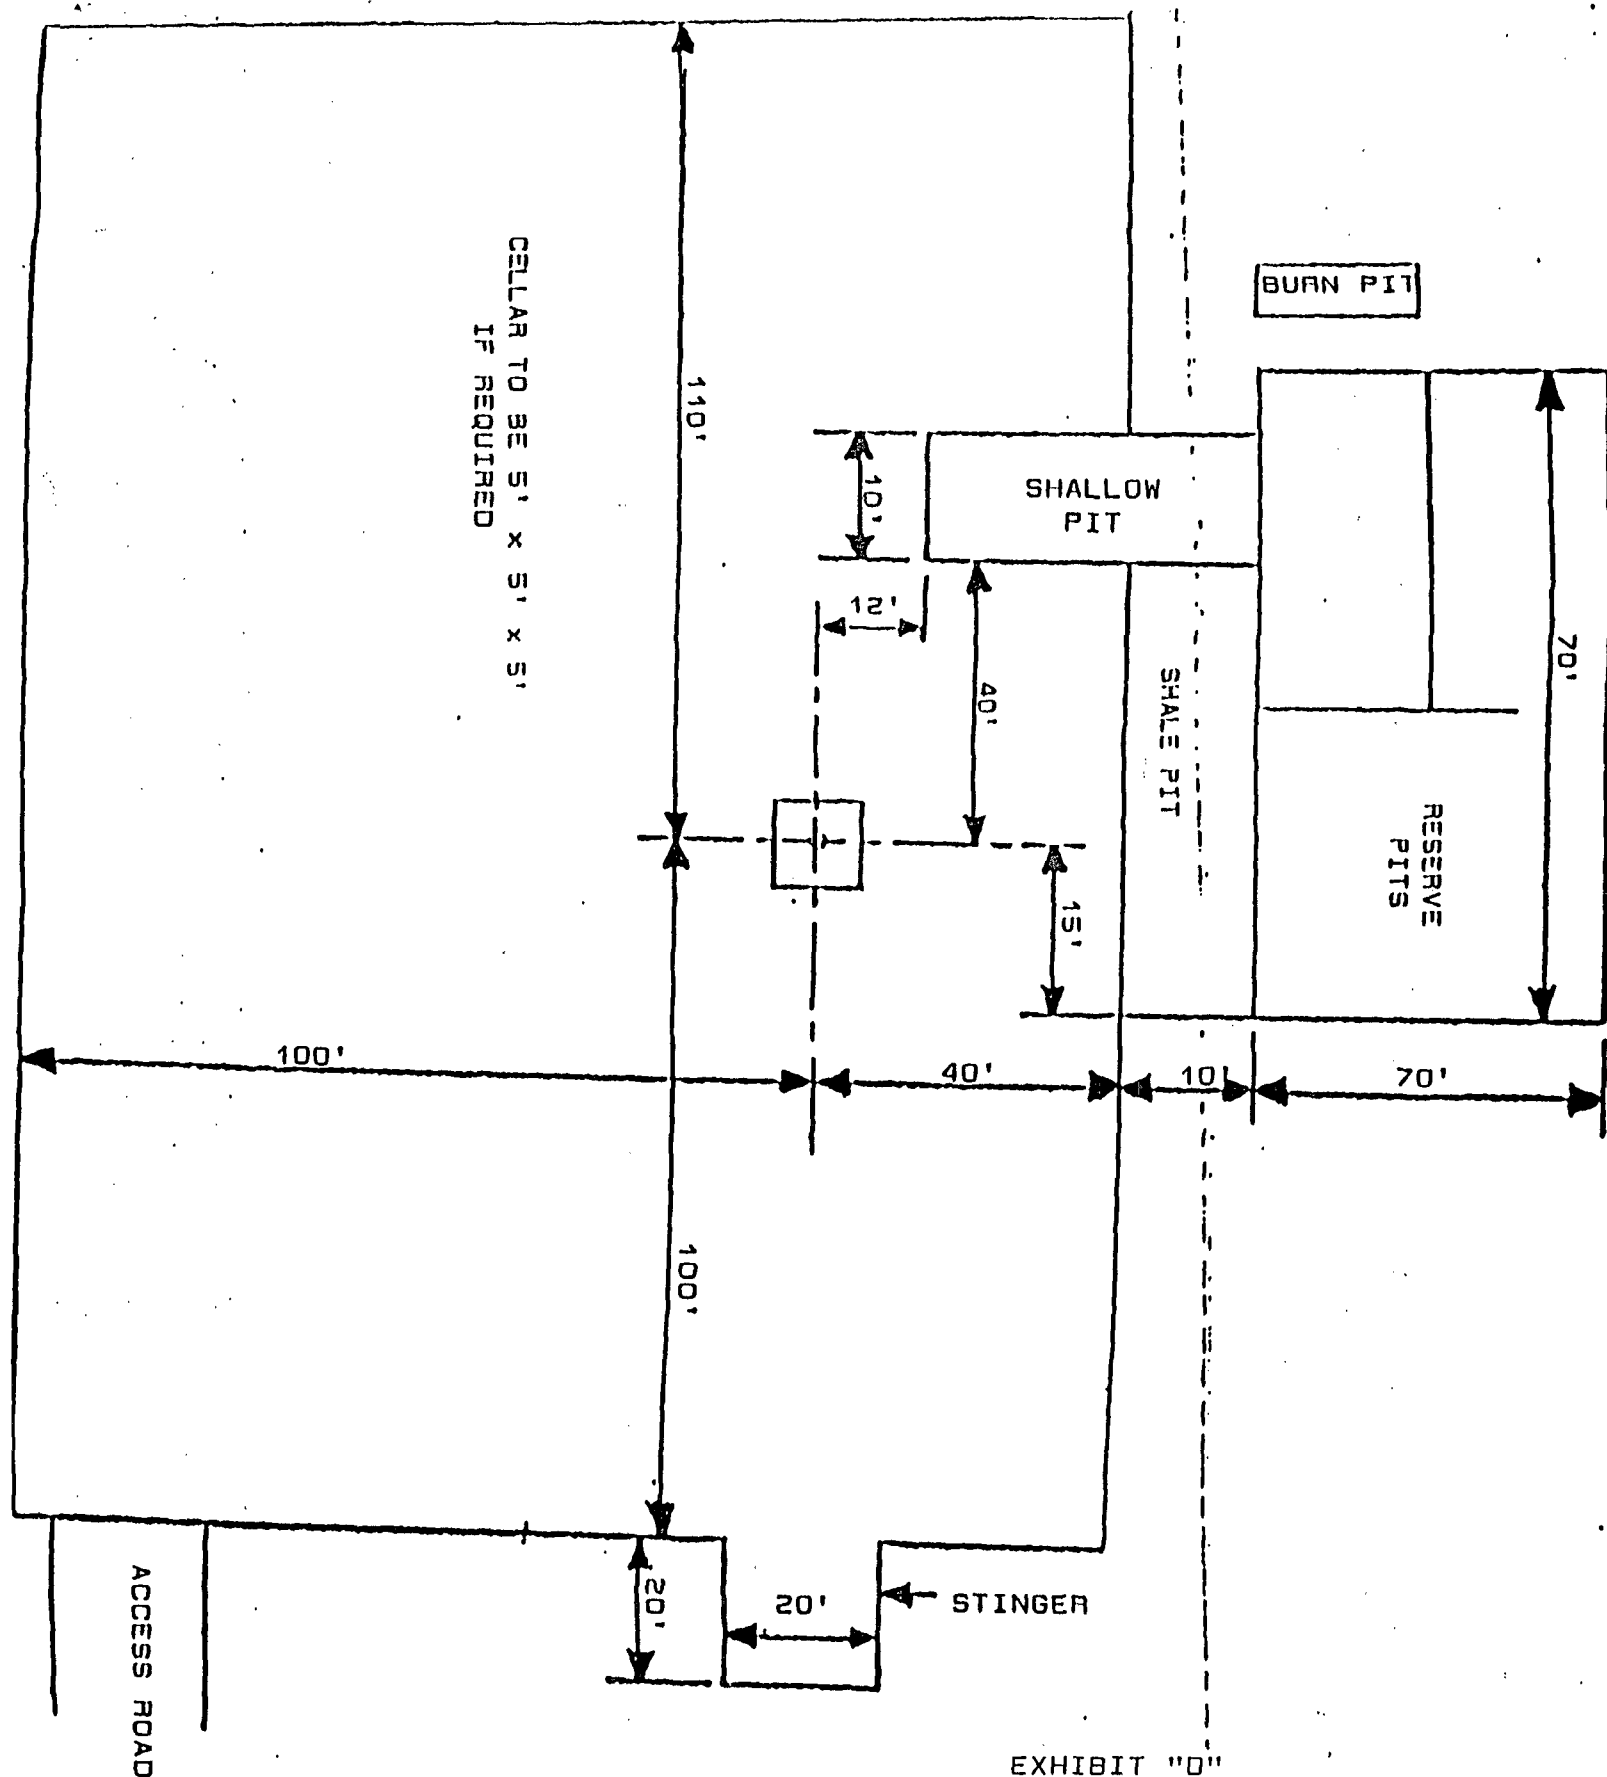 BURN PIT
CELLAR TO BE 5' x 5' x 5'
IF REQUIRED
110'
10'
SHALLOW
PIT
12'
40'
70'
SHALE PIT
RESERVE
PITS
15'
100'
40'
10'
70'
100'
20'
20'
STINGER
ACCESS ROAD
EXHIBIT "D"